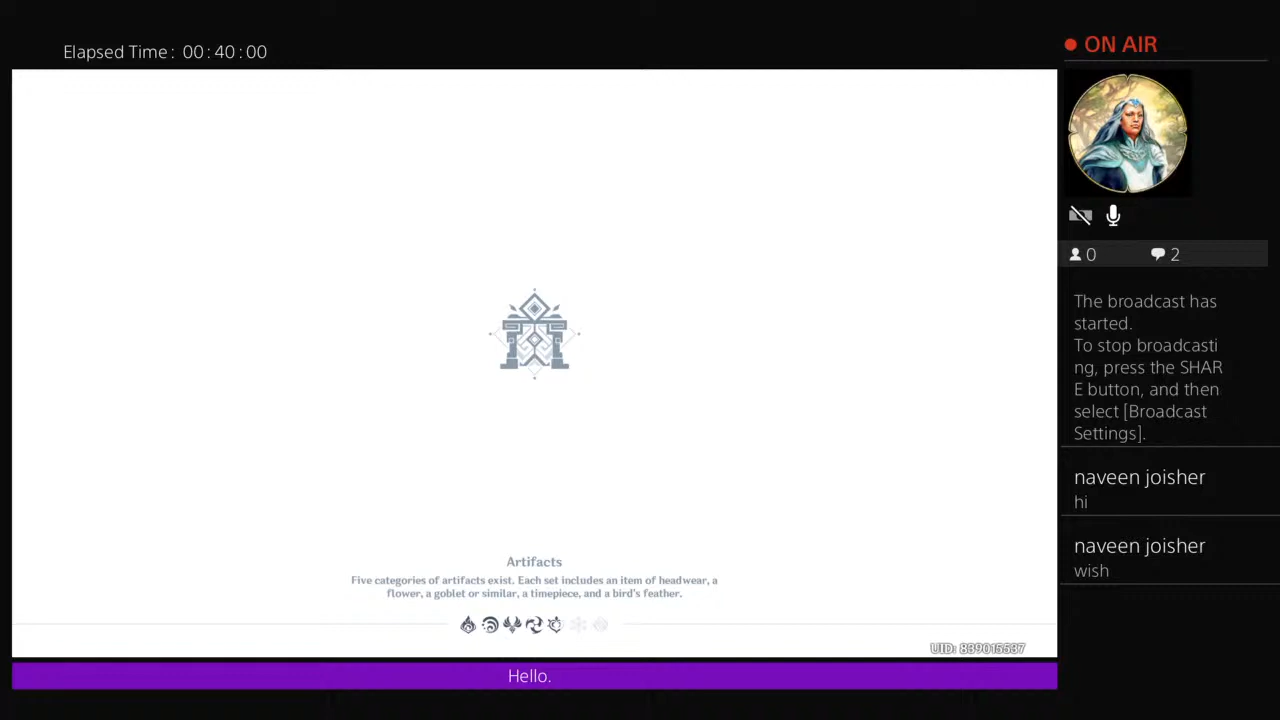 Elapsed Time: 00:40:00
ON AIR
0 2
The broadcast has
started.
To stop broadcasti
ng, press the SHAR
E button, and then
select [Broadcast
Settings].
naveen joisher
hi
naveen joisher
wish
Artifacts
Five categories of artifacts exist. Each set includes an item of headwear, a
flower, a goblet or similar, a timepiece, and a bird's feather.
UID: 839015537
Hello.